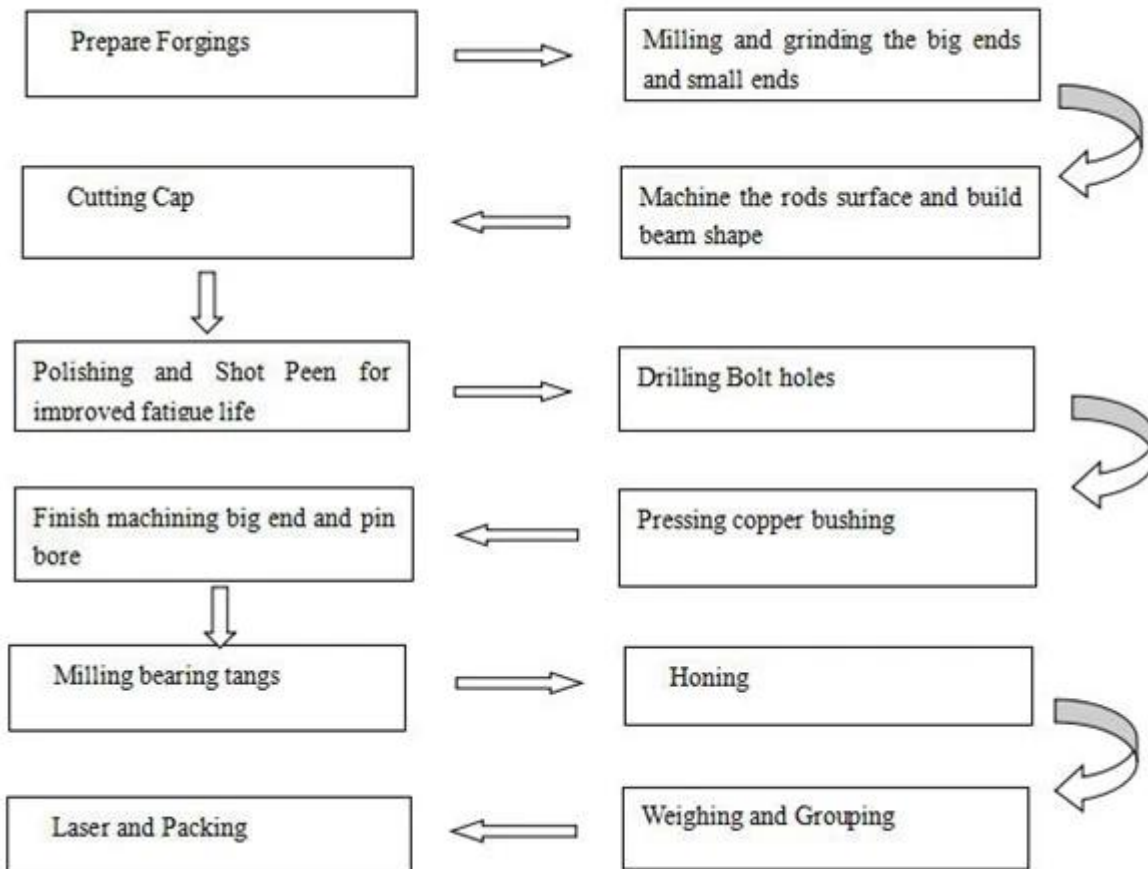 Prepare Forgings
Milling and grinding the big ends
and small ends
Machine the rods surface and build
beam shape
Cutting Cap
Polishing and Shot Peen for
improved fatigue life
Drilling Bolt holes
Pressing copper bushing
Finish machining big end and pin
bore
Milling bearing tangs
Honing
Weighing and Grouping
Laser and Packing